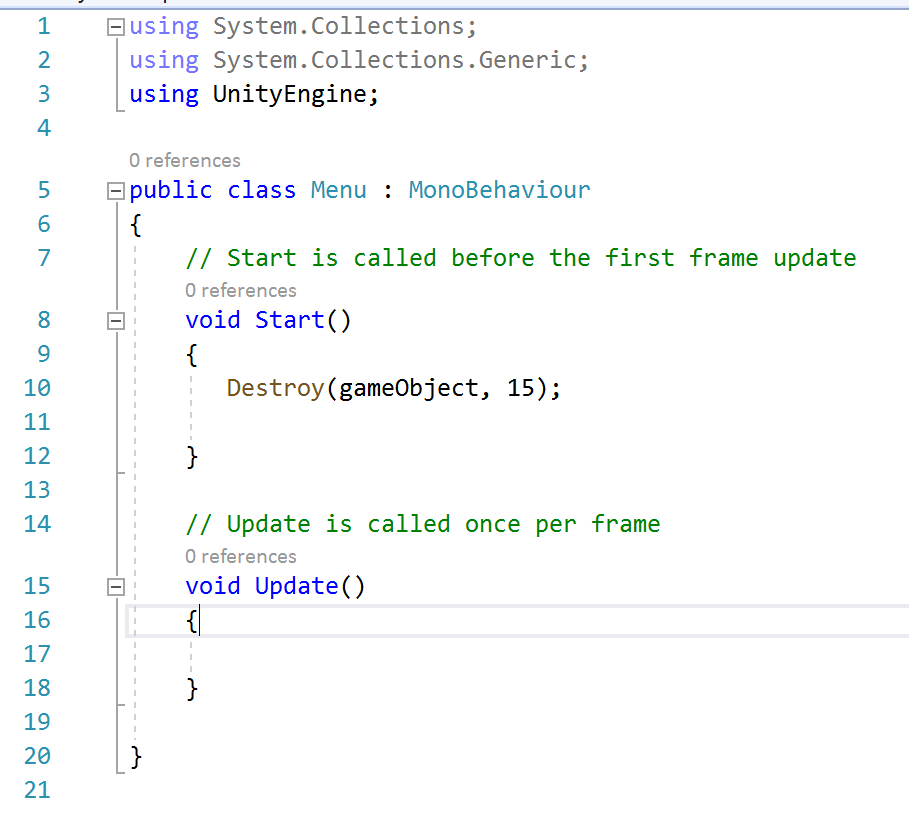 1 using System.Collections;
2 using System.Collections.Generic;
3 using UnityEngine;
4
0 references
5 public class Menu : MonoBehaviour
6 {
7 // Start is called before the first frame update
0 references
8 void Start()
9 {
10 Destroy(gameObject, 15);
11
12 }
13
14 // Update is called once per frame
0 references
15 void Update()
16 {
17
18 }
19
20 }
21